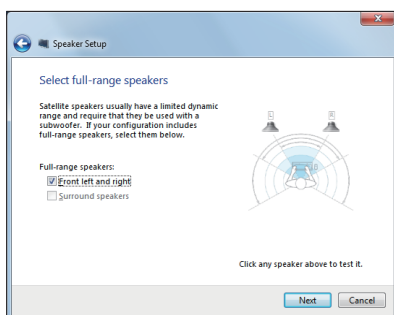 Speaker Setup
Select full-range speakers
Satellite speakers usually have a limited dynamic
range and require that they be used with a
subwoofer. If your configuration includes
full-range speakers, select them below.
L R
Full-range speakers:
Front left and right
Surround speakers
Click any speaker above to test it.
Next Cancel